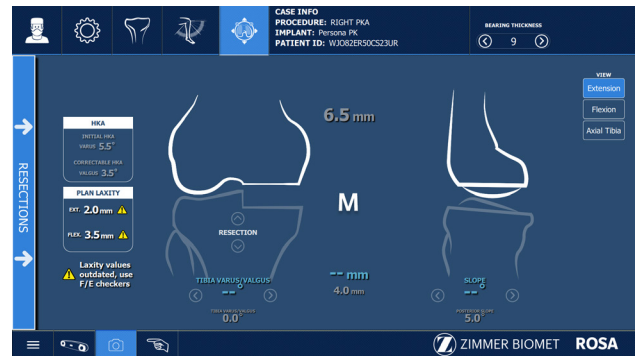 CASE INFO
PROCEDURE: RIGHT PKA
IMPLANT: Persona PK
PATIENT ID: WJO82ER50CS23UR
BEARING THICKNESS
9
VIEW
Extension
Flexion
Axial Tibia
RESECTIONS
HKA
INITIAL HKA
VARUS 5.5°
CORRECTABLE HKA
VALGUS 3.5°
PLAN LAXITY
EXT. 2.0 mm
FLEX. 3.5 mm
Laxity values
outdated, use
F/E checkers
6.5 mm
M
RESECTION
TIBIA VARUS/VALGUS
--°
TIBIA VARUS/VALGUS
0.0°
-- mm
4.0 mm
SLOPE
--°
POSTERIOR SLOPE
5.0°
Z ZIMMER BIOMET
ROSA